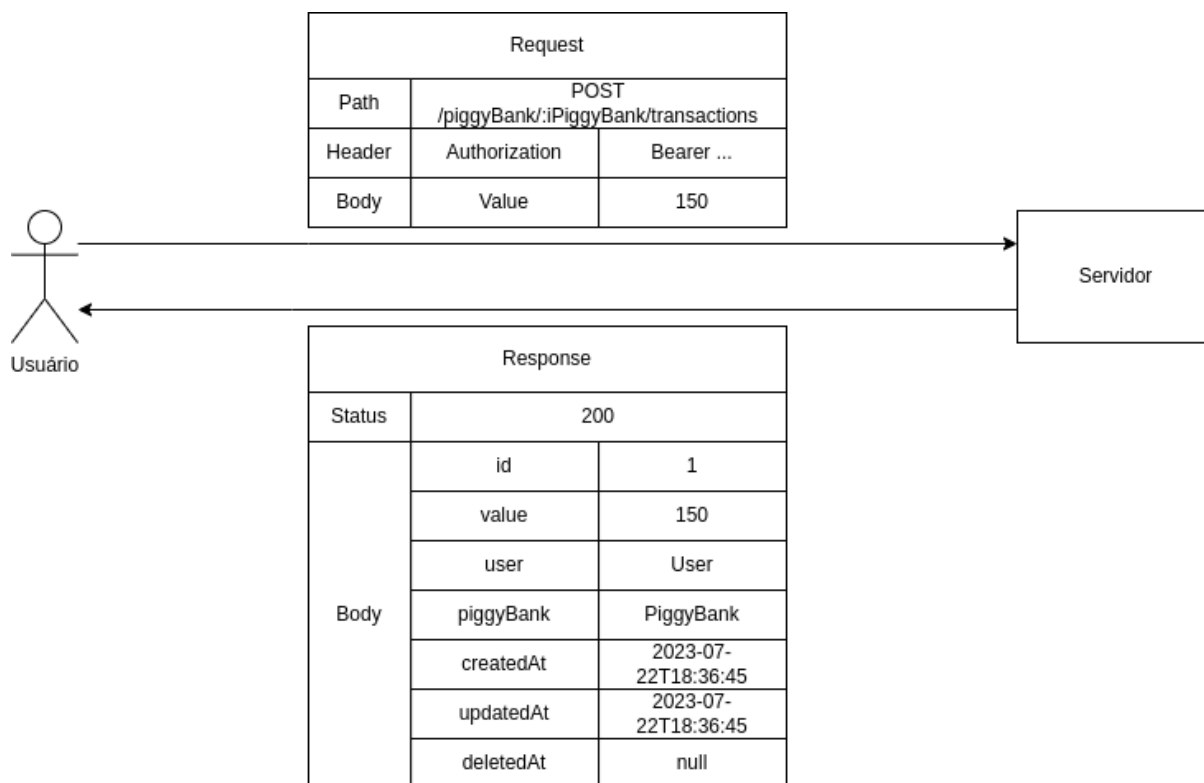 Request
Path
POST
/piggyBank/:iPiggyBank/transactions
Header
Authorization
Bearer ...
Body
Value
150
Usuário
Servidor
Response
Status
200
Body
id
1
value
150
user
User
piggyBank
PiggyBank
createdAt
2023-07-
22T18:36:45
updatedAt
2023-07-
22T18:36:45
deletedAt
null